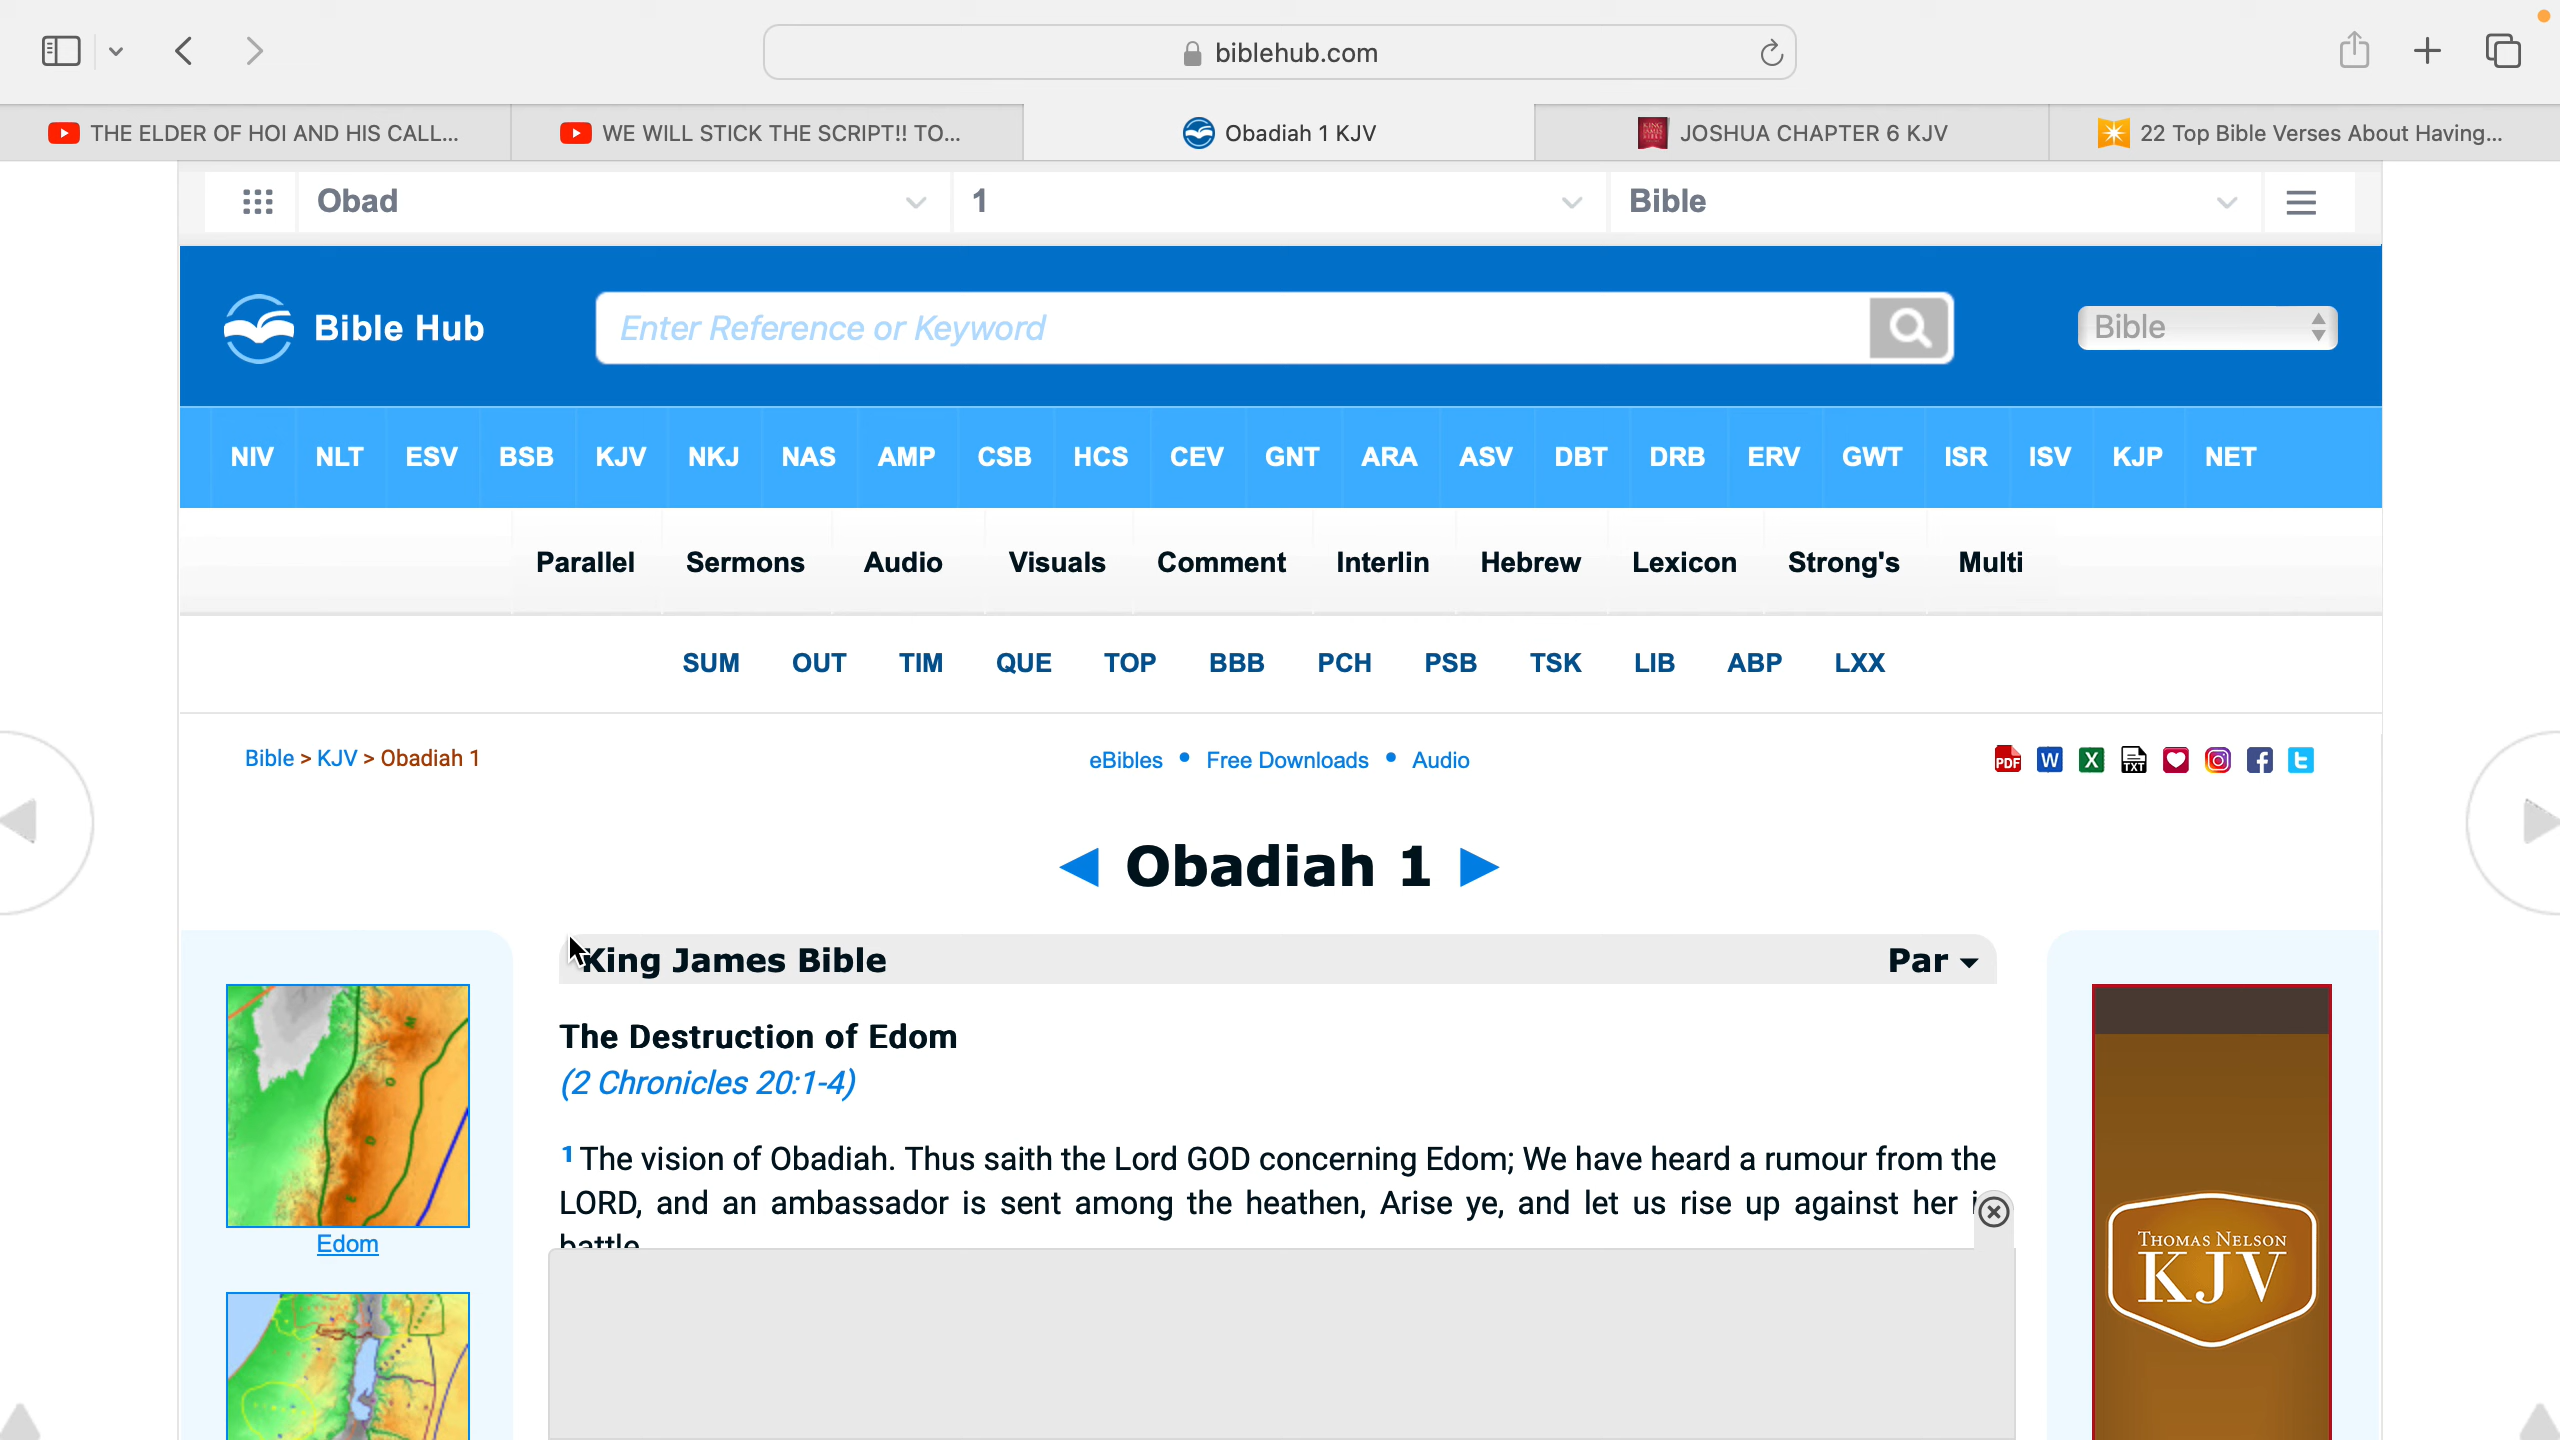 biblehub.com
THE ELDER OF HOI AND HIS CALL...
WE WILL STICK THE SCRIPT!! TO...
Obadiah 1 KJV
JOSHUA CHAPTER 6 KJV
22 Top Bible Verses About Having...
Obad
1
Bible
Bible Hub
Enter Reference or Keyword
Bible
NIV NLT ESV BSB KJV NKJ NAS AMP CSB HCS CEV GNT ARA ASV DBT DRB ERV GWT ISR ISV KJP NET
Parallel Sermons Audio Visuals Comment Interlin Hebrew Lexicon Strong's Multi
SUM OUT TIM QUE TOP BBB PCH PSB TSK LIB ABP LXX
Bible > KJV > Obadiah 1
eBibles • Free Downloads • Audio
PDF W X TXT
◄ Obadiah 1 ►
King James Bible
Par
The Destruction of Edom
(2 Chronicles 20:1-4)
1 The vision of Obadiah. Thus saith the Lord GOD concerning Edom; We have heard a rumour from the
LORD, and an ambassador is sent among the heathen, Arise ye, and let us rise up against her
battle
Edom
THOMAS NELSON
KJV